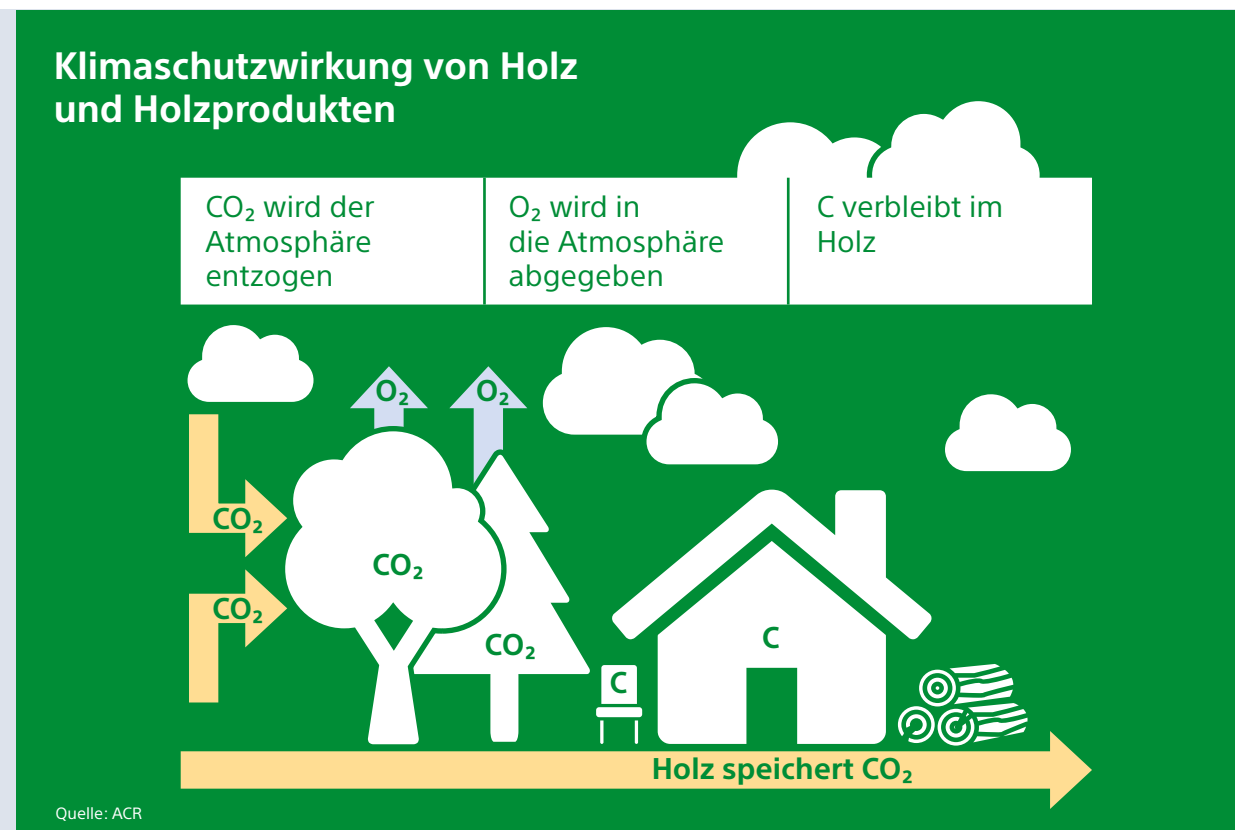 Klimaschutzwirkung von Holz
und Holzprodukten
CO₂ wird der
Atmosphäre
entzogen
O₂ wird in
die Atmosphäre
abgegeben
C verbleibt im
Holz
O₂
O₂
CO₂
CO₂
CO₂
CO₂
C
C
Holz speichert CO₂
Quelle: ACR